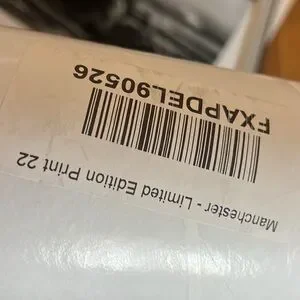 Manchester - Limited Edition Print 22
FXAPDEL90526